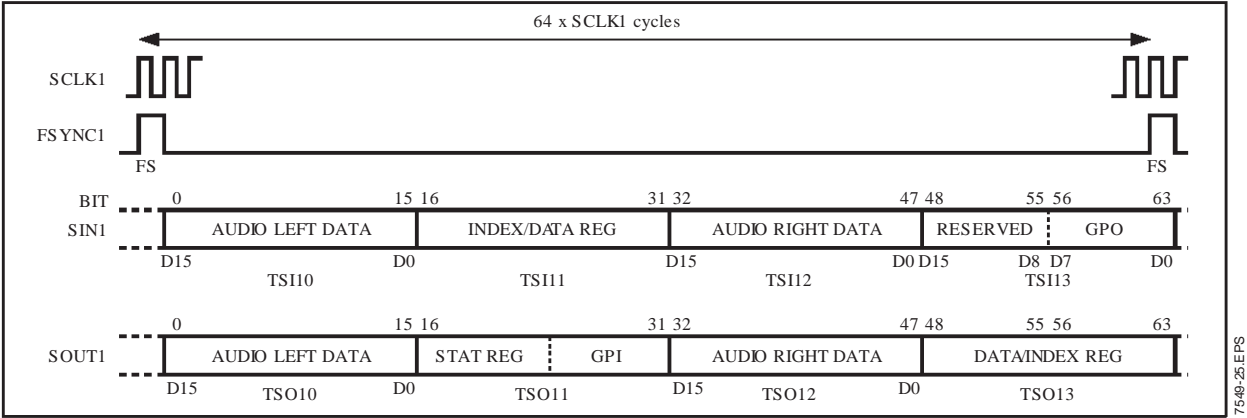 64 x SCLK1 cycles
SCLK1
FSYNC1
FS FS
BIT 0 15 16 31 32 47 48 55 56 63
SIN1 AUDIO LEFT DATA INDEX/DATA REG AUDIO RIGHT DATA RESERVED GPO
D15 D0 D15 D0 D15 D8 D7 D0
TSI10 TSI11 TSI12 TSI13
0 15 16 31 32 47 48 55 56 63
SOUT1 AUDIO LEFT DATA STAT REG GPI AUDIO RIGHT DATA DATA/INDEX REG
D15 TSO10 D0 TSO11 D15 TSO12 D0 TSO13
7549-25.EPS